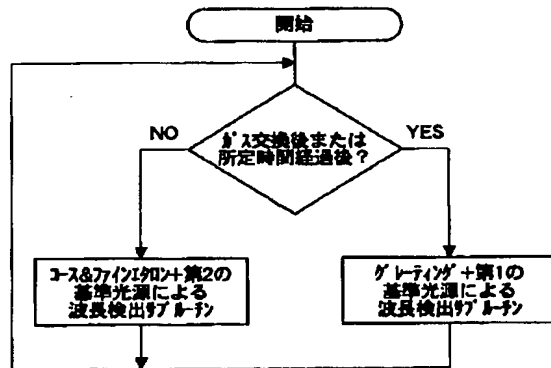 開始
NO
YES
ｶﾞｽ交換後または
所定時間経過後？
ｺｰｽ&ﾌｧｲﾝｴﾀﾛﾝ+第2の
基準光源による
波長検出ｻﾌﾞﾙｰﾁﾝ
ｸﾞﾚｰﾃｨﾝｸﾞ+第1の
基準光源による
波長検出ｻﾌﾞﾙｰﾁﾝ